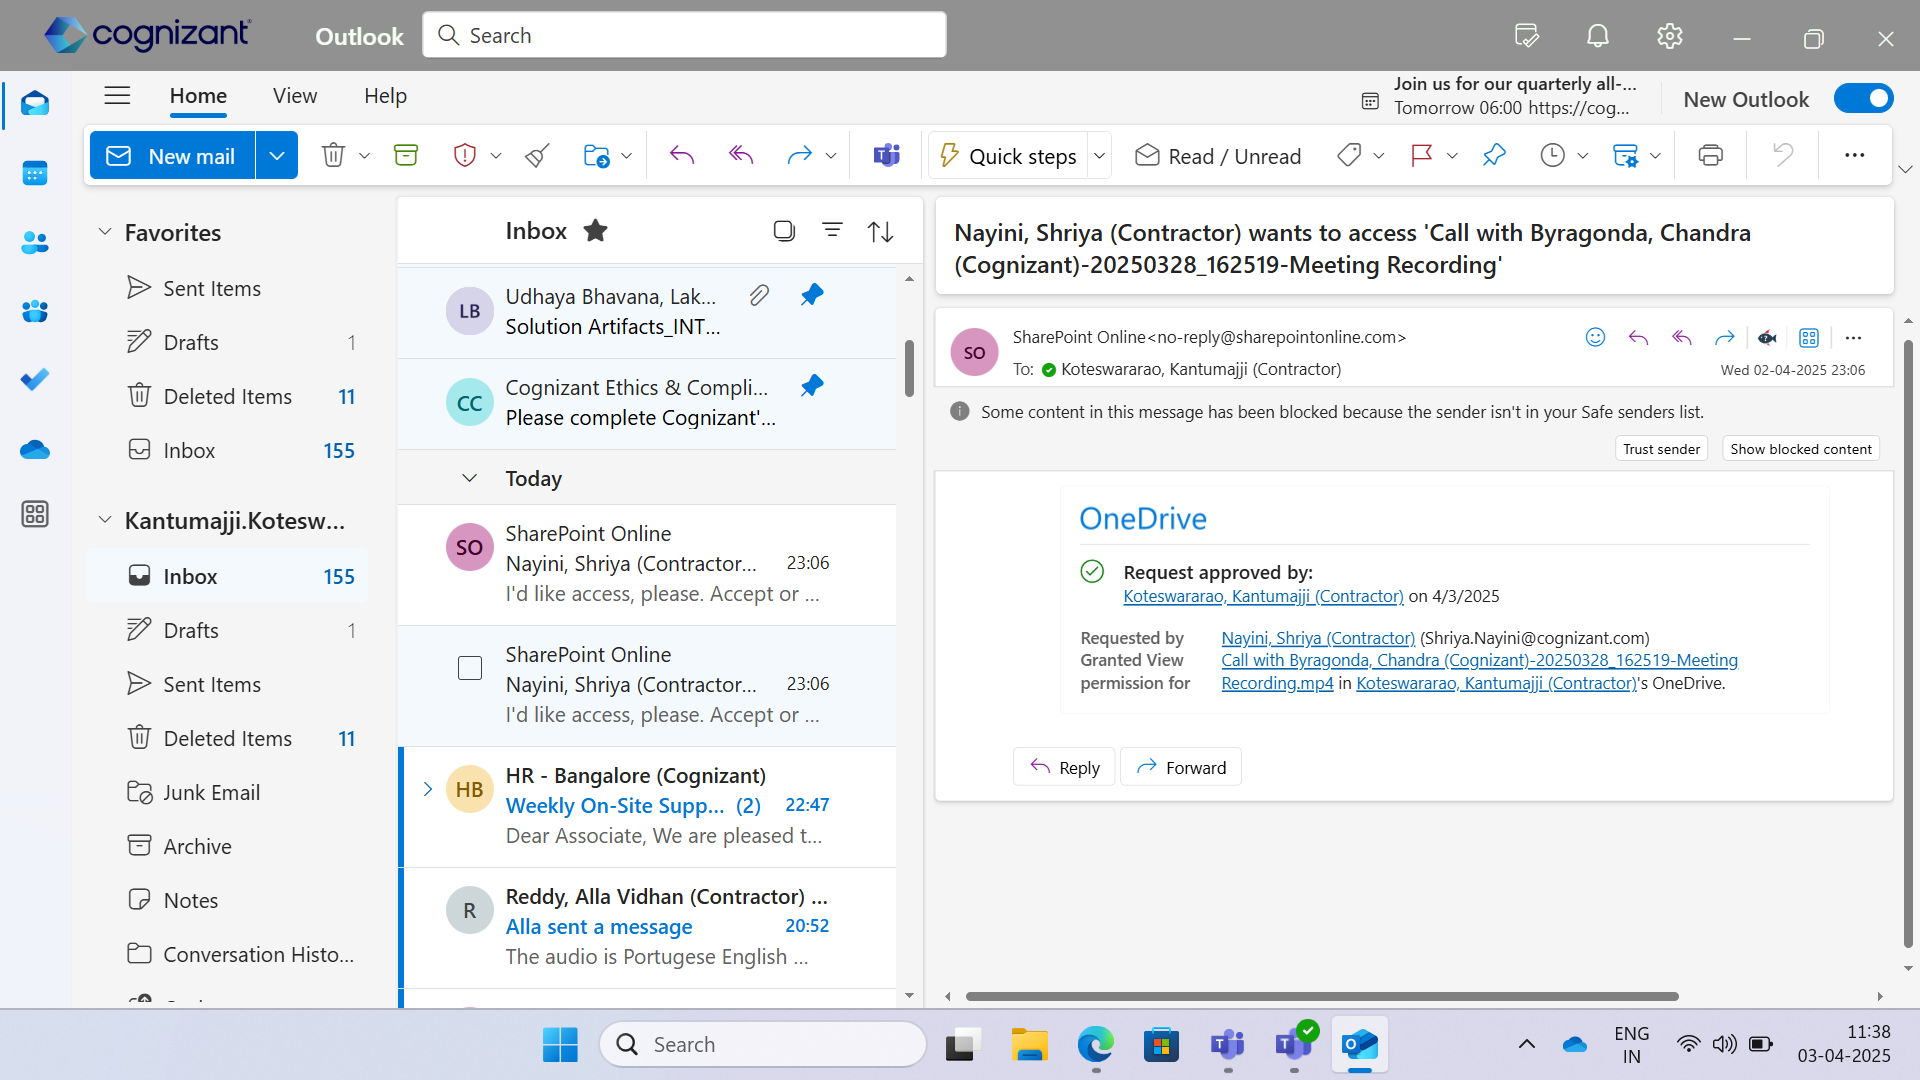 cognizant
Outlook
Search
Home
View
Help
Join us for our quarterly all-...
Tomorrow 06:00 https://cog...
New Outlook
New mail
Quick steps
Read / Unread
Favorites
Sent Items
Drafts 1
Deleted Items 11
Inbox 155
Kantumajji.Kotesw...
Inbox 155
Drafts 1
Sent Items
Deleted Items 11
Junk Email
Archive
Notes
Conversation Histo...
Inbox
LB
Udhaya Bhavana, Lak...
Solution Artifacts_INT...
CC
Cognizant Ethics & Compli...
Please complete Cognizant'...
Today
SO
SharePoint Online
Nayini, Shriya (Contractor... 23:06
I'd like access, please. Accept or ...
SharePoint Online
Nayini, Shriya (Contractor... 23:06
I'd like access, please. Accept or ...
HB
HR - Bangalore (Cognizant)
Weekly On-Site Supp... (2) 22:47
Dear Associate, We are pleased t...
R
Reddy, Alla Vidhan (Contractor) ...
Alla sent a message 20:52
The audio is Portugese English ...
Nayini, Shriya (Contractor) wants to access 'Call with Byragonda, Chandra
(Cognizant)-20250328_162519-Meeting Recording'
SO
SharePoint Online<no-reply@sharepointonline.com>
To: Koteswararao, Kantumajji (Contractor)
Wed 02-04-2025 23:06
Some content in this message has been blocked because the sender isn't in your Safe senders list.
Trust sender
Show blocked content
OneDrive
Request approved by:
Koteswararao, Kantumajji (Contractor) on 4/3/2025
Requested by Nayini, Shriya (Contractor) (Shriya.Nayini@cognizant.com)
Granted View Call with Byragonda, Chandra (Cognizant)-20250328_162519-Meeting
permission for Recording.mp4 in Koteswararao, Kantumajji (Contractor)'s OneDrive.
Reply
Forward
Search
ENG
IN
11:38
03-04-2025